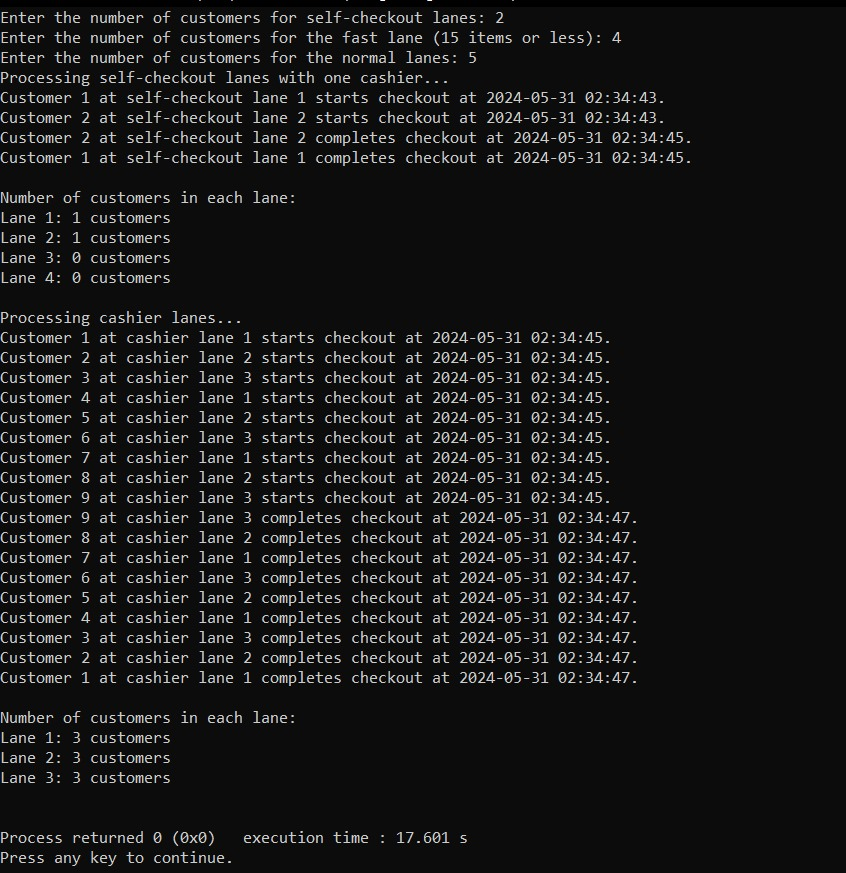 Enter the number of customers for self-checkout lanes: 2
Enter the number of customers for the fast lane (15 items or less): 4
Enter the number of customers for the normal lanes: 5
Processing self-checkout lanes with one cashier...
Customer 1 at self-checkout lane 1 starts checkout at 2024-05-31 02:34:43.
Customer 2 at self-checkout lane 2 starts checkout at 2024-05-31 02:34:43.
Customer 2 at self-checkout lane 2 completes checkout at 2024-05-31 02:34:45.
Customer 1 at self-checkout lane 1 completes checkout at 2024-05-31 02:34:45.

Number of customers in each lane:
Lane 1: 1 customers
Lane 2: 1 customers
Lane 3: 0 customers
Lane 4: 0 customers

Processing cashier lanes...
Customer 1 at cashier lane 1 starts checkout at 2024-05-31 02:34:45.
Customer 2 at cashier lane 2 starts checkout at 2024-05-31 02:34:45.
Customer 3 at cashier lane 3 starts checkout at 2024-05-31 02:34:45.
Customer 4 at cashier lane 1 starts checkout at 2024-05-31 02:34:45.
Customer 5 at cashier lane 2 starts checkout at 2024-05-31 02:34:45.
Customer 6 at cashier lane 3 starts checkout at 2024-05-31 02:34:45.
Customer 7 at cashier lane 1 starts checkout at 2024-05-31 02:34:45.
Customer 8 at cashier lane 2 starts checkout at 2024-05-31 02:34:45.
Customer 9 at cashier lane 3 starts checkout at 2024-05-31 02:34:45.
Customer 9 at cashier lane 3 completes checkout at 2024-05-31 02:34:47.
Customer 8 at cashier lane 2 completes checkout at 2024-05-31 02:34:47.
Customer 7 at cashier lane 1 completes checkout at 2024-05-31 02:34:47.
Customer 6 at cashier lane 3 completes checkout at 2024-05-31 02:34:47.
Customer 5 at cashier lane 2 completes checkout at 2024-05-31 02:34:47.
Customer 4 at cashier lane 1 completes checkout at 2024-05-31 02:34:47.
Customer 3 at cashier lane 3 completes checkout at 2024-05-31 02:34:47.
Customer 2 at cashier lane 2 completes checkout at 2024-05-31 02:34:47.
Customer 1 at cashier lane 1 completes checkout at 2024-05-31 02:34:47.

Number of customers in each lane:
Lane 1: 3 customers
Lane 2: 3 customers
Lane 3: 3 customers

Process returned 0 (0x0)   execution time : 17.601 s
Press any key to continue.